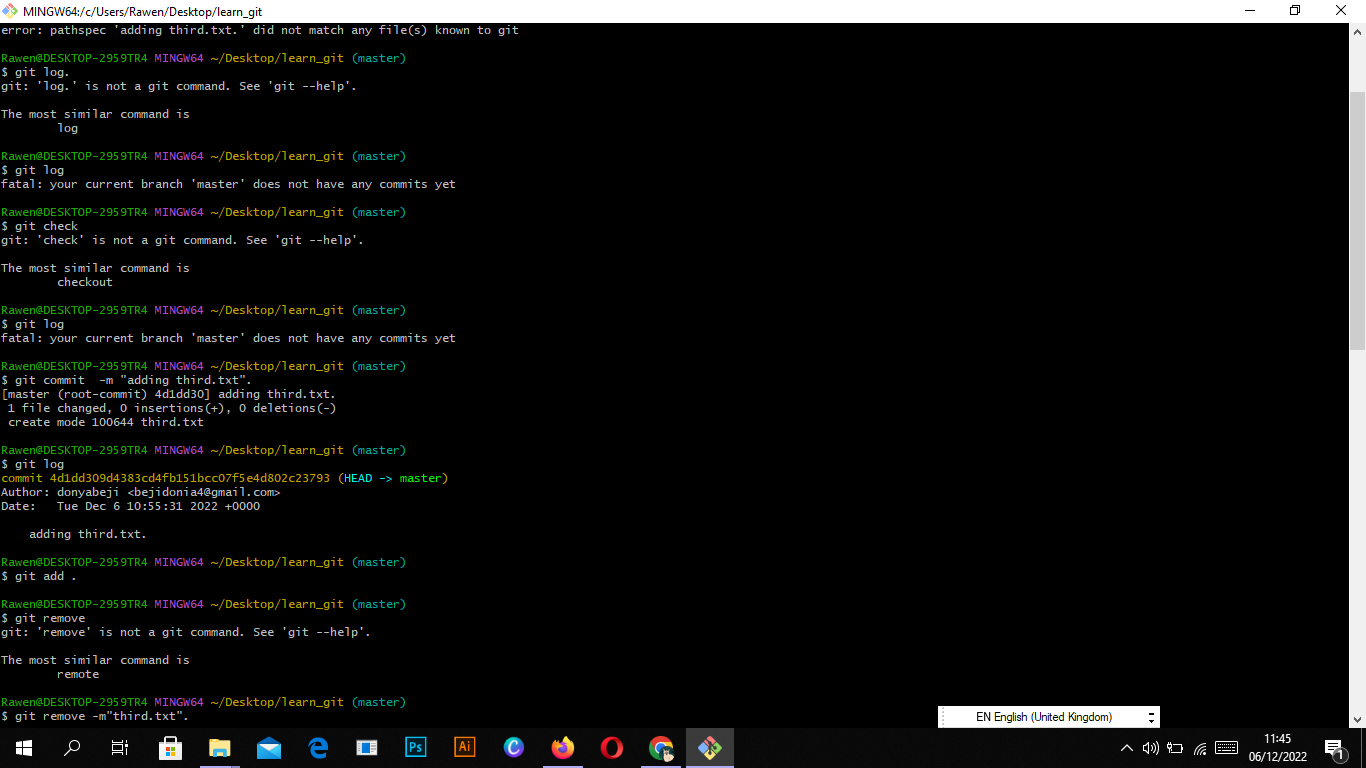 MINGW64:/c/Users/Rawen/Desktop/learn_git
error: pathspec 'adding third.txt.' did not match any file(s) known to git
Rawen@DESKTOP-2959TR4 MINGW64 ~/Desktop/learn_git (master)
$ git log.
git: 'log.' is not a git command. See 'git --help'.
The most similar command is
log
Rawen@DESKTOP-2959TR4 MINGW64 ~/Desktop/learn_git (master)
$ git log
fatal: your current branch 'master' does not have any commits yet
Rawen@DESKTOP-2959TR4 MINGW64 ~/Desktop/learn_git (master)
$ git check
git: 'check' is not a git command. See 'git --help'.
The most similar command is
checkout
Rawen@DESKTOP-2959TR4 MINGW64 ~/Desktop/learn_git (master)
$ git log
fatal: your current branch 'master' does not have any commits yet
Rawen@DESKTOP-2959TR4 MINGW64 ~/Desktop/learn_git (master)
$ git commit  -m "adding third.txt".
[master (root-commit) 4d1dd30] adding third.txt.
1 file changed, 0 insertions(+), 0 deletions(-)
create mode 100644 third.txt
Rawen@DESKTOP-2959TR4 MINGW64 ~/Desktop/learn_git (master)
$ git log
commit 4d1dd309d4383cd4fb151bcc07f5e4d802c23793 (HEAD -> master)
Author: donyabeji <bejidonia4@gmail.com>
Date:   Tue Dec 6 10:55:31 2022 +0000
adding third.txt.
Rawen@DESKTOP-2959TR4 MINGW64 ~/Desktop/learn_git (master)
$ git add .
Rawen@DESKTOP-2959TR4 MINGW64 ~/Desktop/learn_git (master)
$ git remove
git: 'remove' is not a git command. See 'git --help'.
The most similar command is
remote
Rawen@DESKTOP-2959TR4 MINGW64 ~/Desktop/learn_git (master)
$ git remove -m"third.txt".
EN English (United Kingdom)
Ps
Ai
11:45
06/12/2022
1